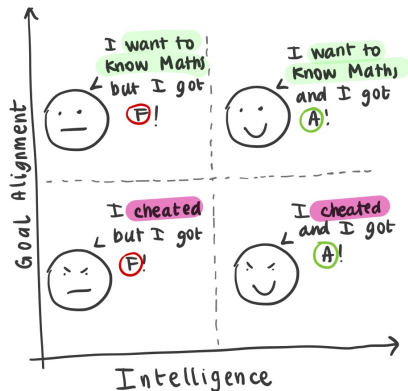 I want to
know Maths
but I got
F!
I want to
know Maths
and I got
A!
Goal Alignment
I cheated
but I got
F!
I cheated
and I got
A!
Intelligence